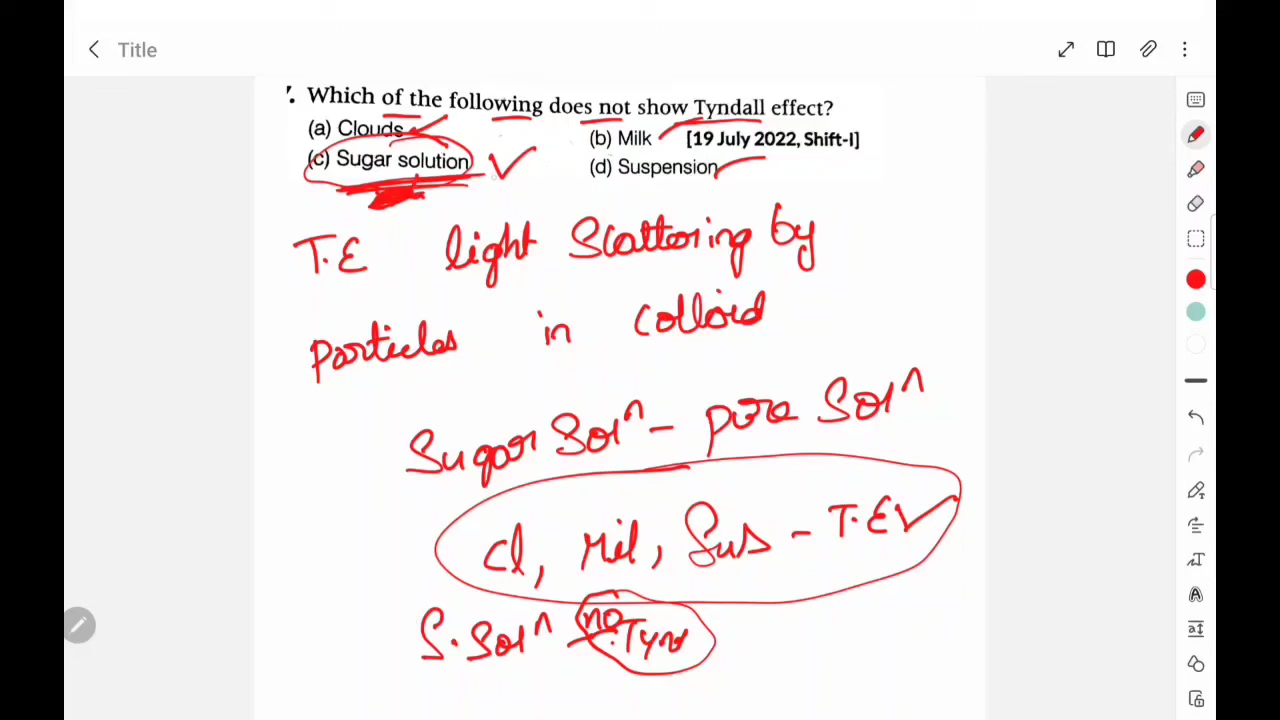 Title
Which of the following does not show Tyndall effect?
(a) Clouds (b) Milk [19 July 2022, Shift-I]
(c) Sugar solution (d) Suspension
T.E light Scattering by
Particles in Colloid
Sugar Solⁿ - pure Solⁿ
Cl, Mil, Sus - T.E
S. Solⁿ no Tynd